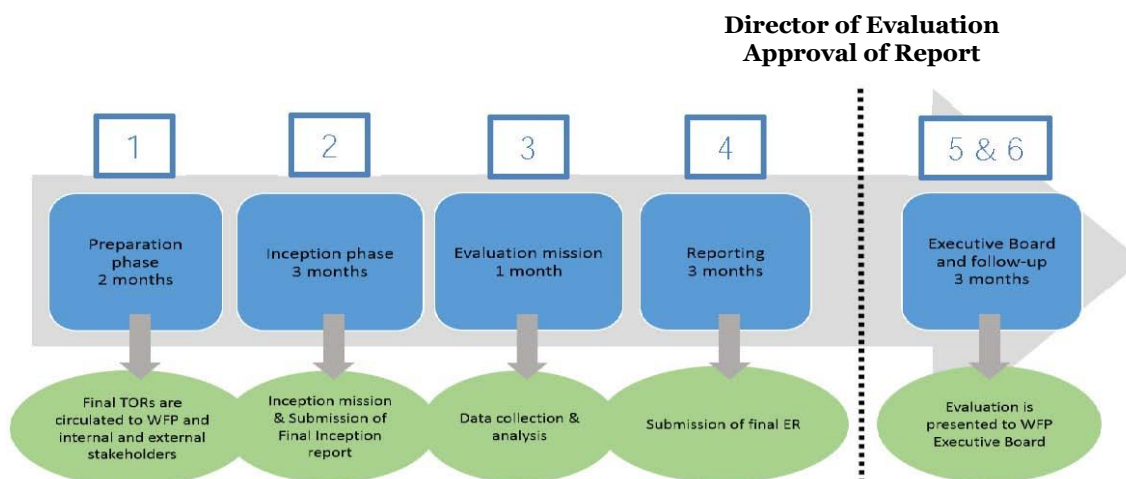 Director of Evaluation
Approval of Report
1
2
3
4
5 & 6
Preparation
phase
2 months
Inception phase
3 months
Evaluation mission
1 month
Reporting
3 months
Executive Board
and follow-up
3 months
Final TORs are
circulated to WFP and
internal and external
stakeholders
Inception mission
& Submission of
Final Inception
report
Data collection &
analysis
Submission of final ER
Evaluation is
presented to WFP
Executive Board